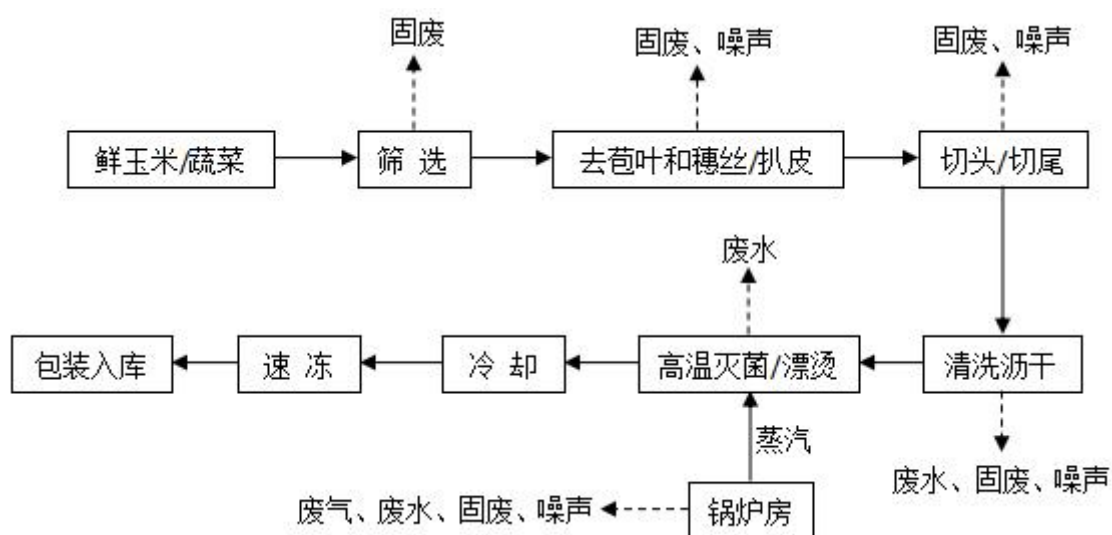 固废
固废、噪声
固废、噪声
鲜玉米/蔬菜
筛 选
去苞叶和穗丝/扒皮
切头/切尾
废水
包装入库
速 冻
冷 却
高温灭菌/漂烫
清洗沥干
蒸汽
废水、固废、噪声
废气、废水、固废、噪声
锅炉房